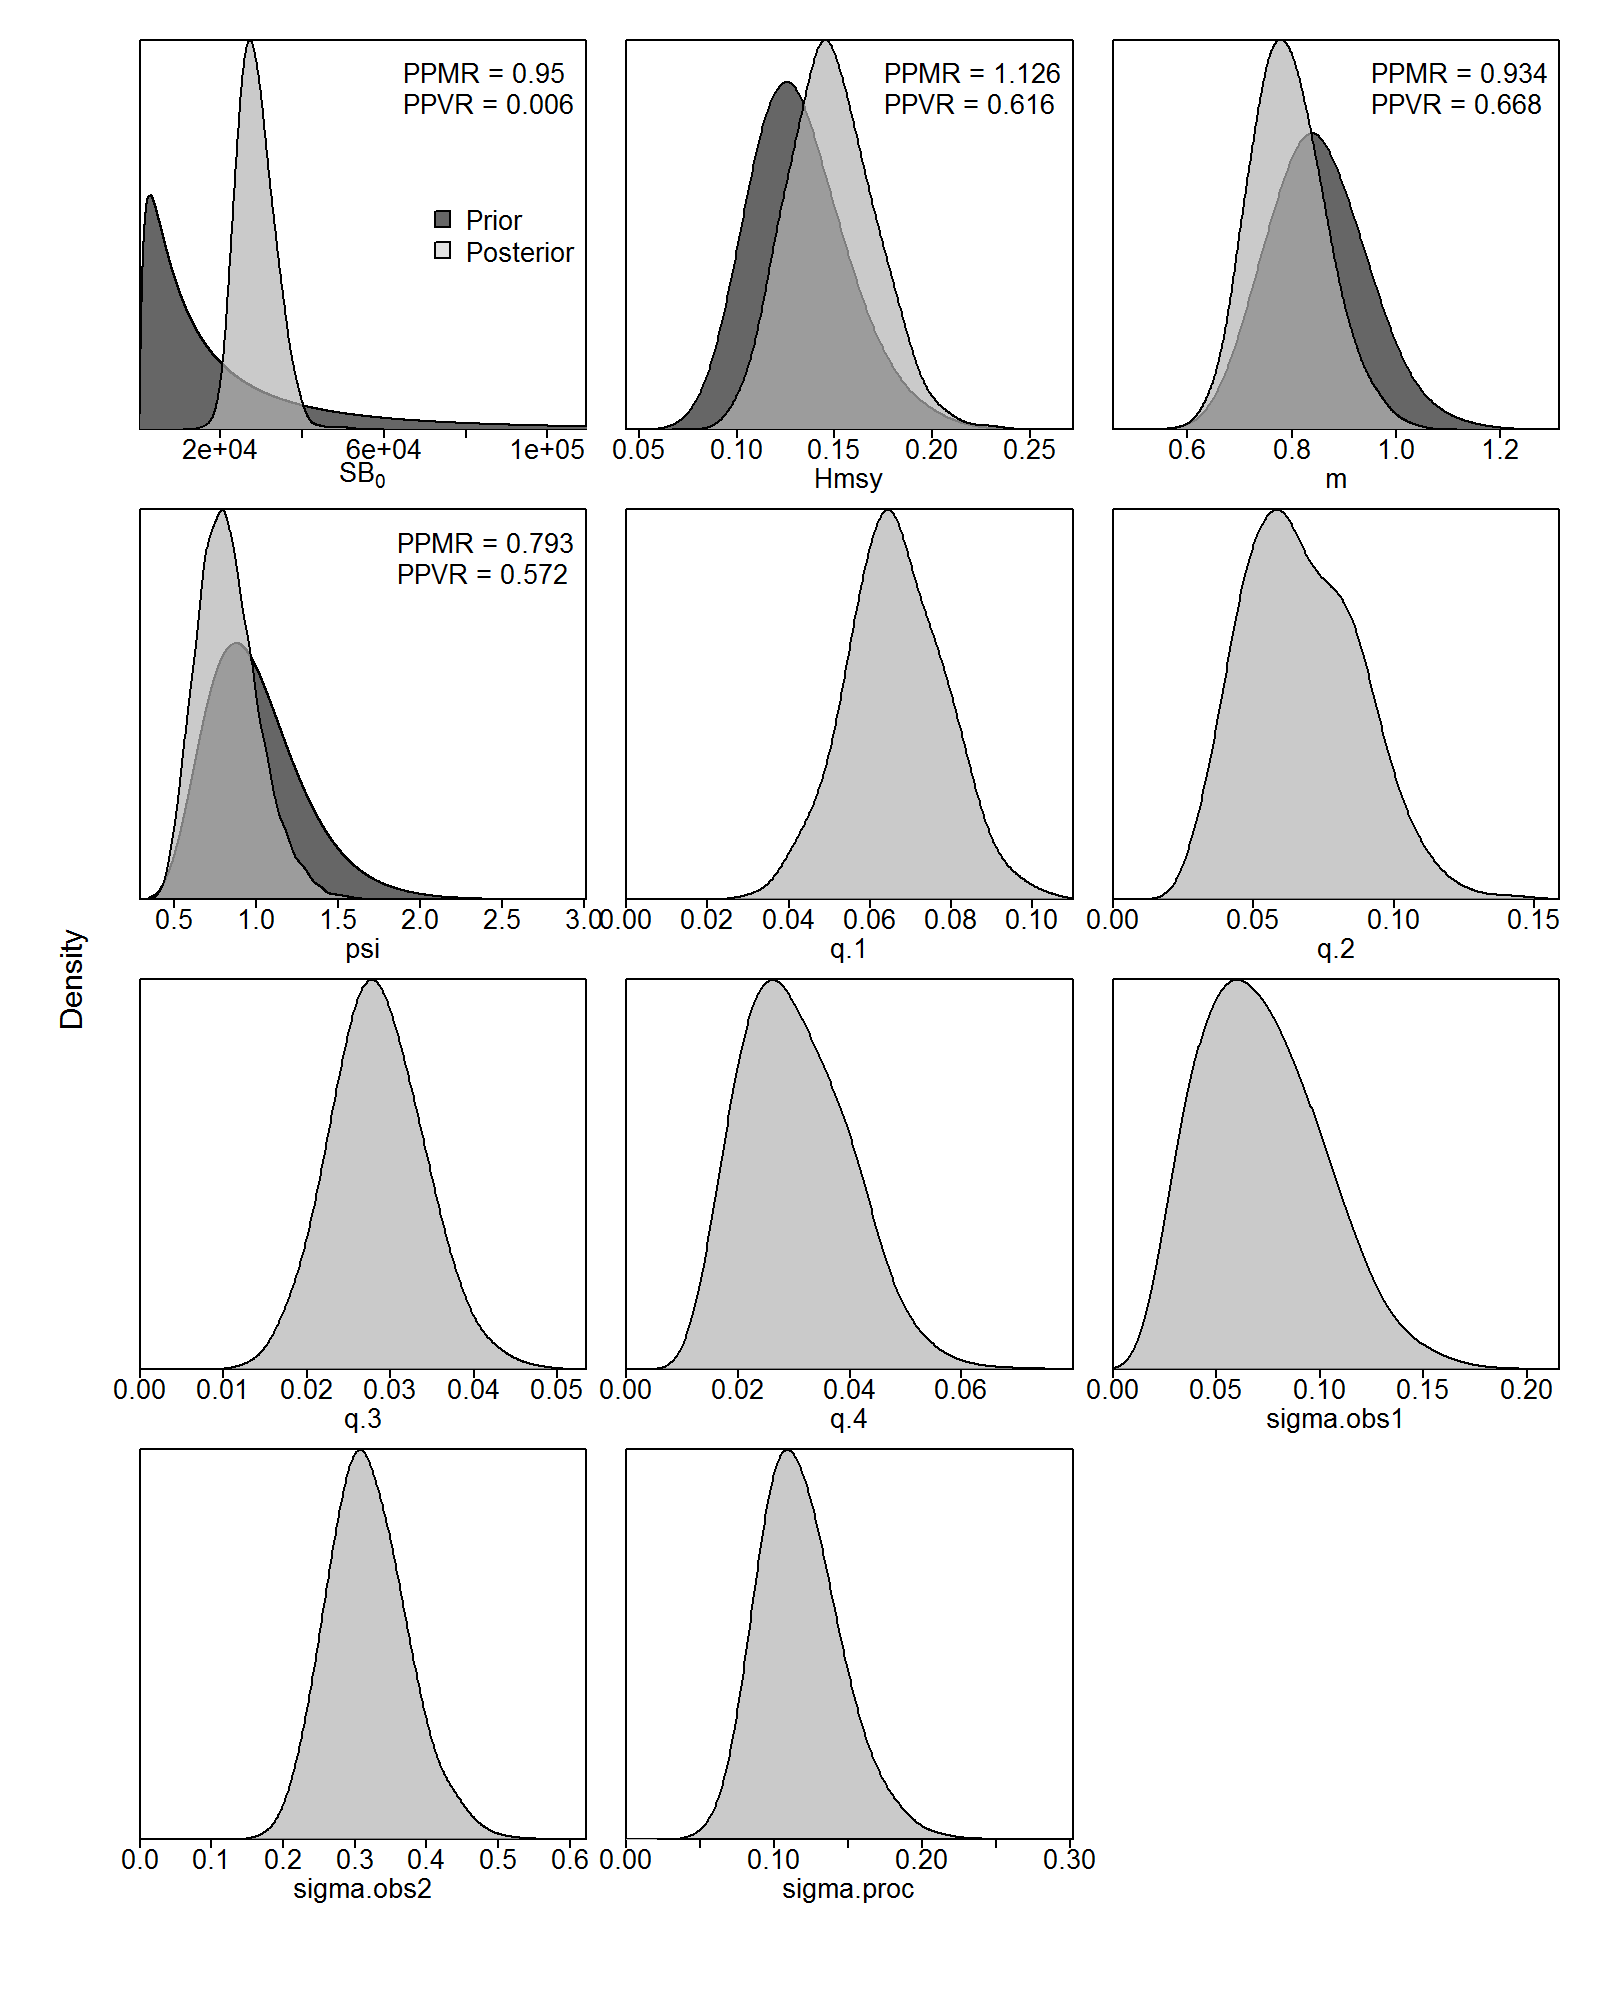 PPMR = 0.95
PPVR = 0.006
Prior
Posterior
2e+04 6e+04 1e+05
SB0
PPMR = 1.126
PPVR = 0.616
0.05 0.10 0.15 0.20 0.25
Hmsy
PPMR = 0.934
PPVR = 0.668
0.6 0.8 1.0 1.2
m
PPMR = 0.793
PPVR = 0.572
0.5 1.0 1.5 2.0 2.5 3.0
psi
0.00 0.02 0.04 0.06 0.08 0.10
q.1
0.00 0.05 0.10 0.15
q.2
Density
0.00 0.01 0.02 0.03 0.04 0.05
q.3
0.00 0.02 0.04 0.06
q.4
0.00 0.05 0.10 0.15 0.20
sigma.obs1
0.0 0.1 0.2 0.3 0.4 0.5 0.6
sigma.obs2
0.00 0.10 0.20 0.30
sigma.proc